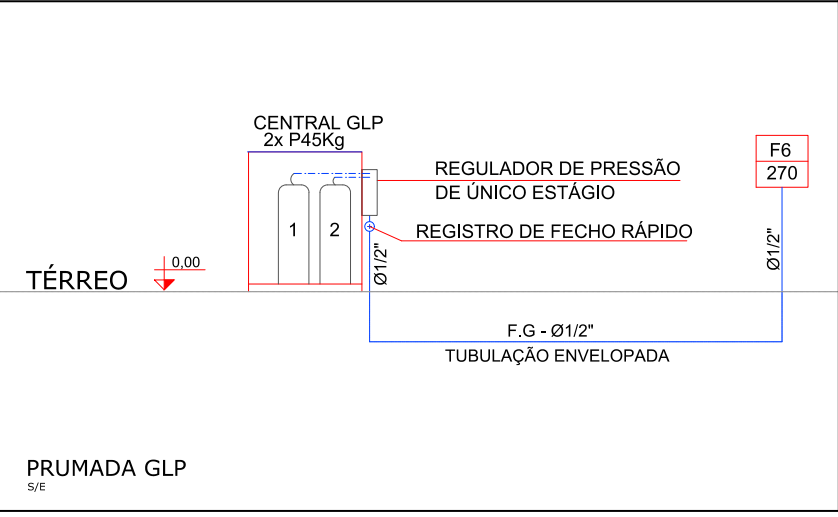 CENTRAL GLP
2x P45Kg
REGULADOR DE PRESSÃO
DE ÚNICO ESTÁGIO
F6
270
1
2
REGISTRO DE FECHO RÁPIDO
Ø1/2"
Ø1/2"
TÉRREO
0,00
F.G - Ø1/2"
TUBULAÇÃO ENVELOPADA
PRUMADA GLP
S/E